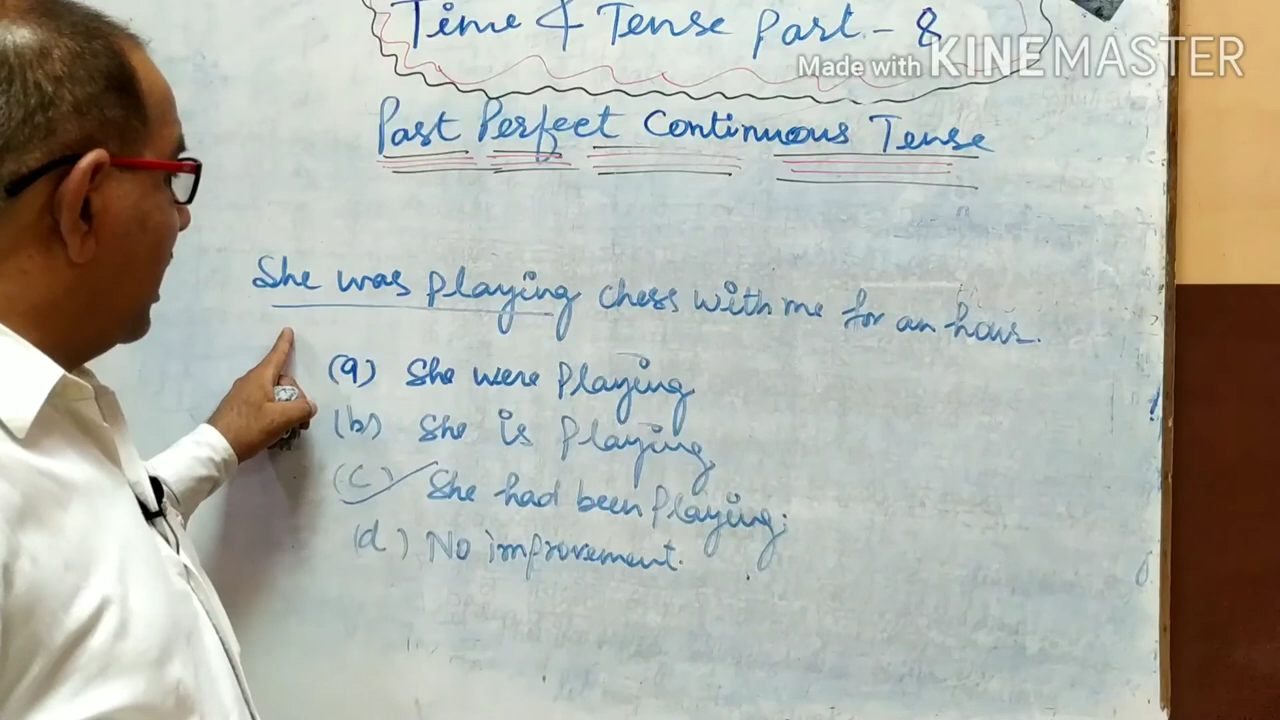 Time & Tense Part - 8
Made with KINEMASTER
Past Perfect Continuous Tense
She was Playing chess with me for an hour.
(a) She were Playing
(b) She is Playing
(c) She had been Playing;
(d) No improvement.